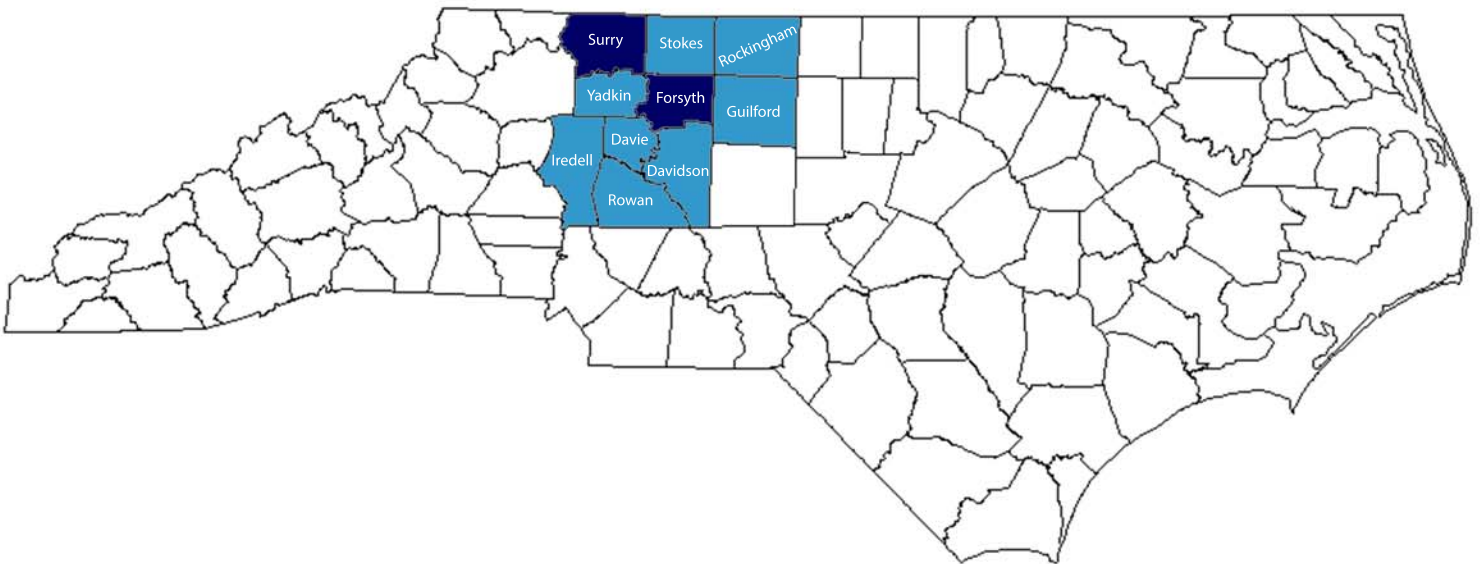 Surry
Stokes
Rockingham
Yadkin
Forsyth
Guilford
Davie
Iredell
Davidson
Rowan